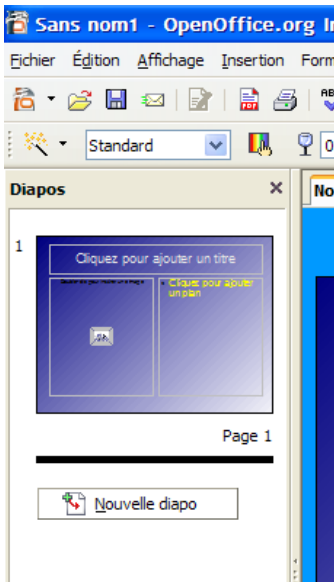 Sans nom1 - OpenOffice.org I
Fichier Édition Affichage Insertion Form
Standard
0
Diapos
No
1
Cliquez pour ajouter un titre
Cliquez pour ajouter
un plan
Page 1
Nouvelle diapo